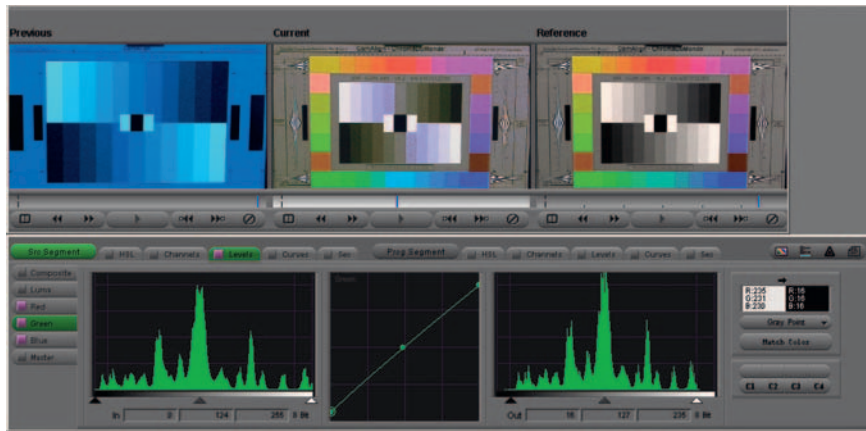 Previous
Current
Reference
Src Segment
HSL
Channels
Levels
Curves
Sec
Prog Segment
HSL
Channels
Levels
Curves
Sec
Composite
Luma
Red
Green
Blue
Master
Green
In
0
124
255
8 Bit
Out
16
127
235
8 Bit
R:235
G:231
B:230
R:16
G:16
B:16
Gray Point
Match Color
C1
C2
C3
C4